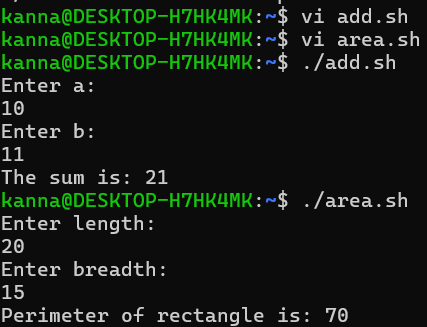 kanna@DESKTOP-H7HK4MK:~$ vi add.sh
kanna@DESKTOP-H7HK4MK:~$ vi area.sh
kanna@DESKTOP-H7HK4MK:~$ ./add.sh
Enter a:
10
Enter b:
11
The sum is: 21
kanna@DESKTOP-H7HK4MK:~$ ./area.sh
Enter length:
20
Enter breadth:
15
Perimeter of rectangle is: 70